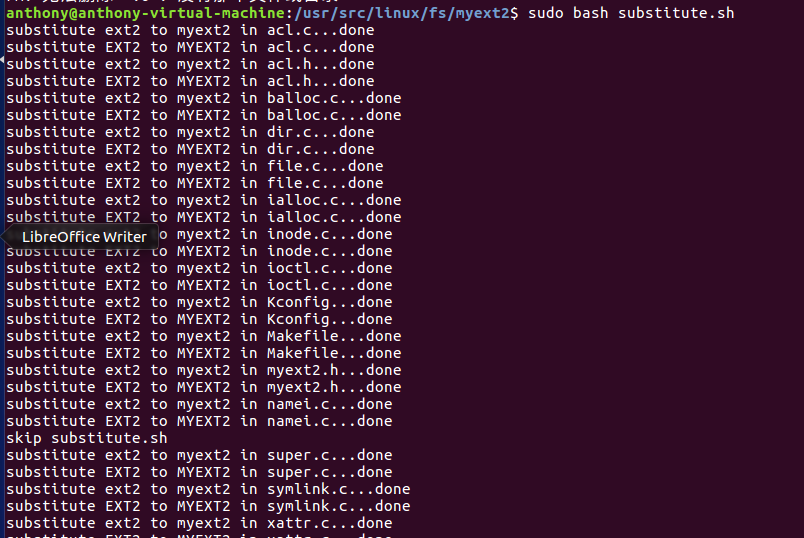 anthony@anthony-virtual-machine:/usr/src/linux/fs/myext2$ sudo bash substitute.sh
substitute ext2 to myext2 in acl.c...done
substitute EXT2 to MYEXT2 in acl.c...done
substitute ext2 to myext2 in acl.h...done
substitute EXT2 to MYEXT2 in acl.h...done
substitute ext2 to myext2 in balloc.c...done
substitute EXT2 to MYEXT2 in balloc.c...done
substitute ext2 to myext2 in dir.c...done
substitute EXT2 to MYEXT2 in dir.c...done
substitute ext2 to myext2 in file.c...done
substitute EXT2 to MYEXT2 in file.c...done
substitute ext2 to myext2 in ialloc.c...done
substitute EXT2 to MYEXT2 in ialloc.c...done
LibreOffice Writer
in inode.c...done
substitute EXT2 to MYEXT2 in inode.c...done
substitute ext2 to myext2 in ioctl.c...done
substitute EXT2 to MYEXT2 in ioctl.c...done
substitute ext2 to myext2 in Kconfig...done
substitute EXT2 to MYEXT2 in Kconfig...done
substitute ext2 to myext2 in Makefile...done
substitute EXT2 to MYEXT2 in Makefile...done
substitute ext2 to myext2 in myext2.h...done
substitute EXT2 to MYEXT2 in myext2.h...done
substitute ext2 to myext2 in namei.c...done
substitute EXT2 to MYEXT2 in namei.c...done
skip substitute.sh
substitute ext2 to myext2 in super.c...done
substitute EXT2 to MYEXT2 in super.c...done
substitute ext2 to myext2 in symlink.c...done
substitute EXT2 to MYEXT2 in symlink.c...done
substitute ext2 to myext2 in xattr.c...done